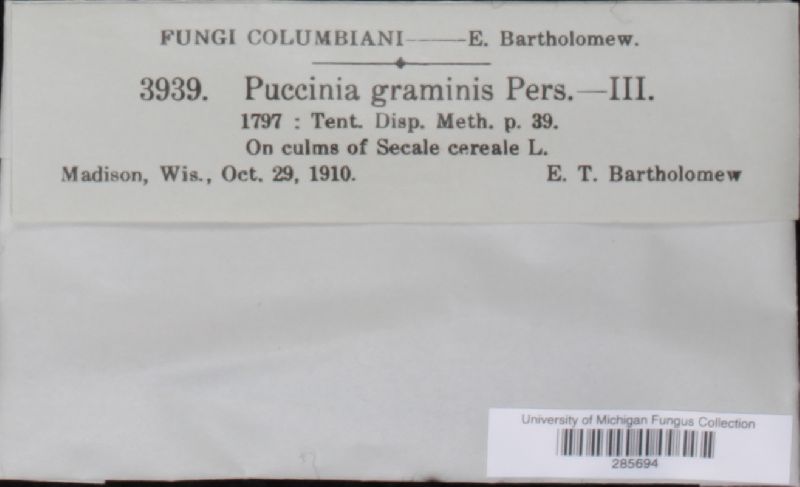 FUNGI COLUMBIANI——E. Bartholomew.
3939. Puccinia graminis Pers.—III.
1797 : Tent. Disp. Meth. p. 39.
On culms of Secale cereale L.
Madison, Wis., Oct. 29, 1910. E. T. Bartholomew
University of Michigan Fungus Collection
285694